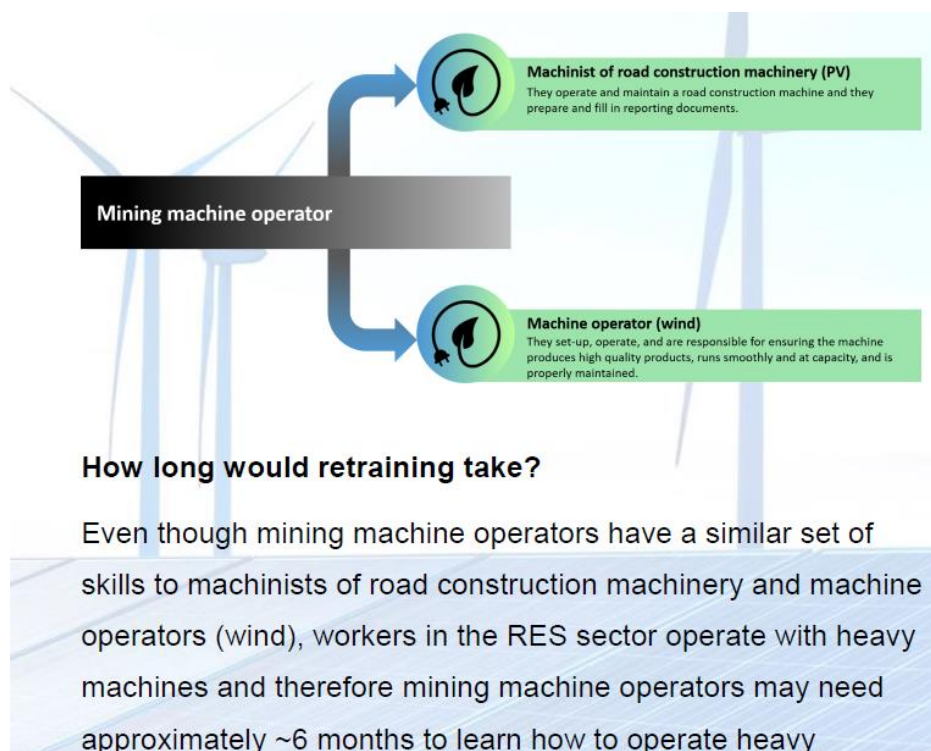 Machinist of road construction machinery (PV)
They operate and maintain a road construction machine and they
prepare and fill in reporting documents.
Mining machine operator
Machine operator (wind)
They set-up, operate, and are responsible for ensuring the machine
produces high quality products, runs smoothly and at capacity, and is
properly maintained.
How long would retraining take?
Even though mining machine operators have a similar set of
skills to machinists of road construction machinery and machine
operators (wind), workers in the RES sector operate with heavy
machines and therefore mining machine operators may need
approximately ~6 months to learn how to operate heavy